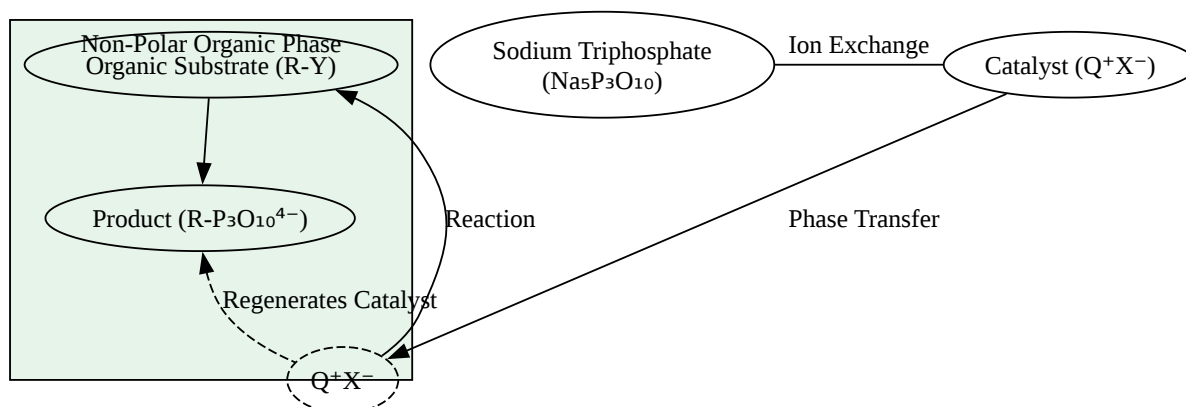 Non-Polar Organic Phase
Organic Substrate (R-Y)
Sodium Triphosphate
(Na₅P₃O₁₀)
Ion Exchange
Catalyst (Q⁺X⁻)
Product (R-P₃O₁₀⁴⁻)
Reaction
Phase Transfer
Regenerates Catalyst
Q⁺X⁻